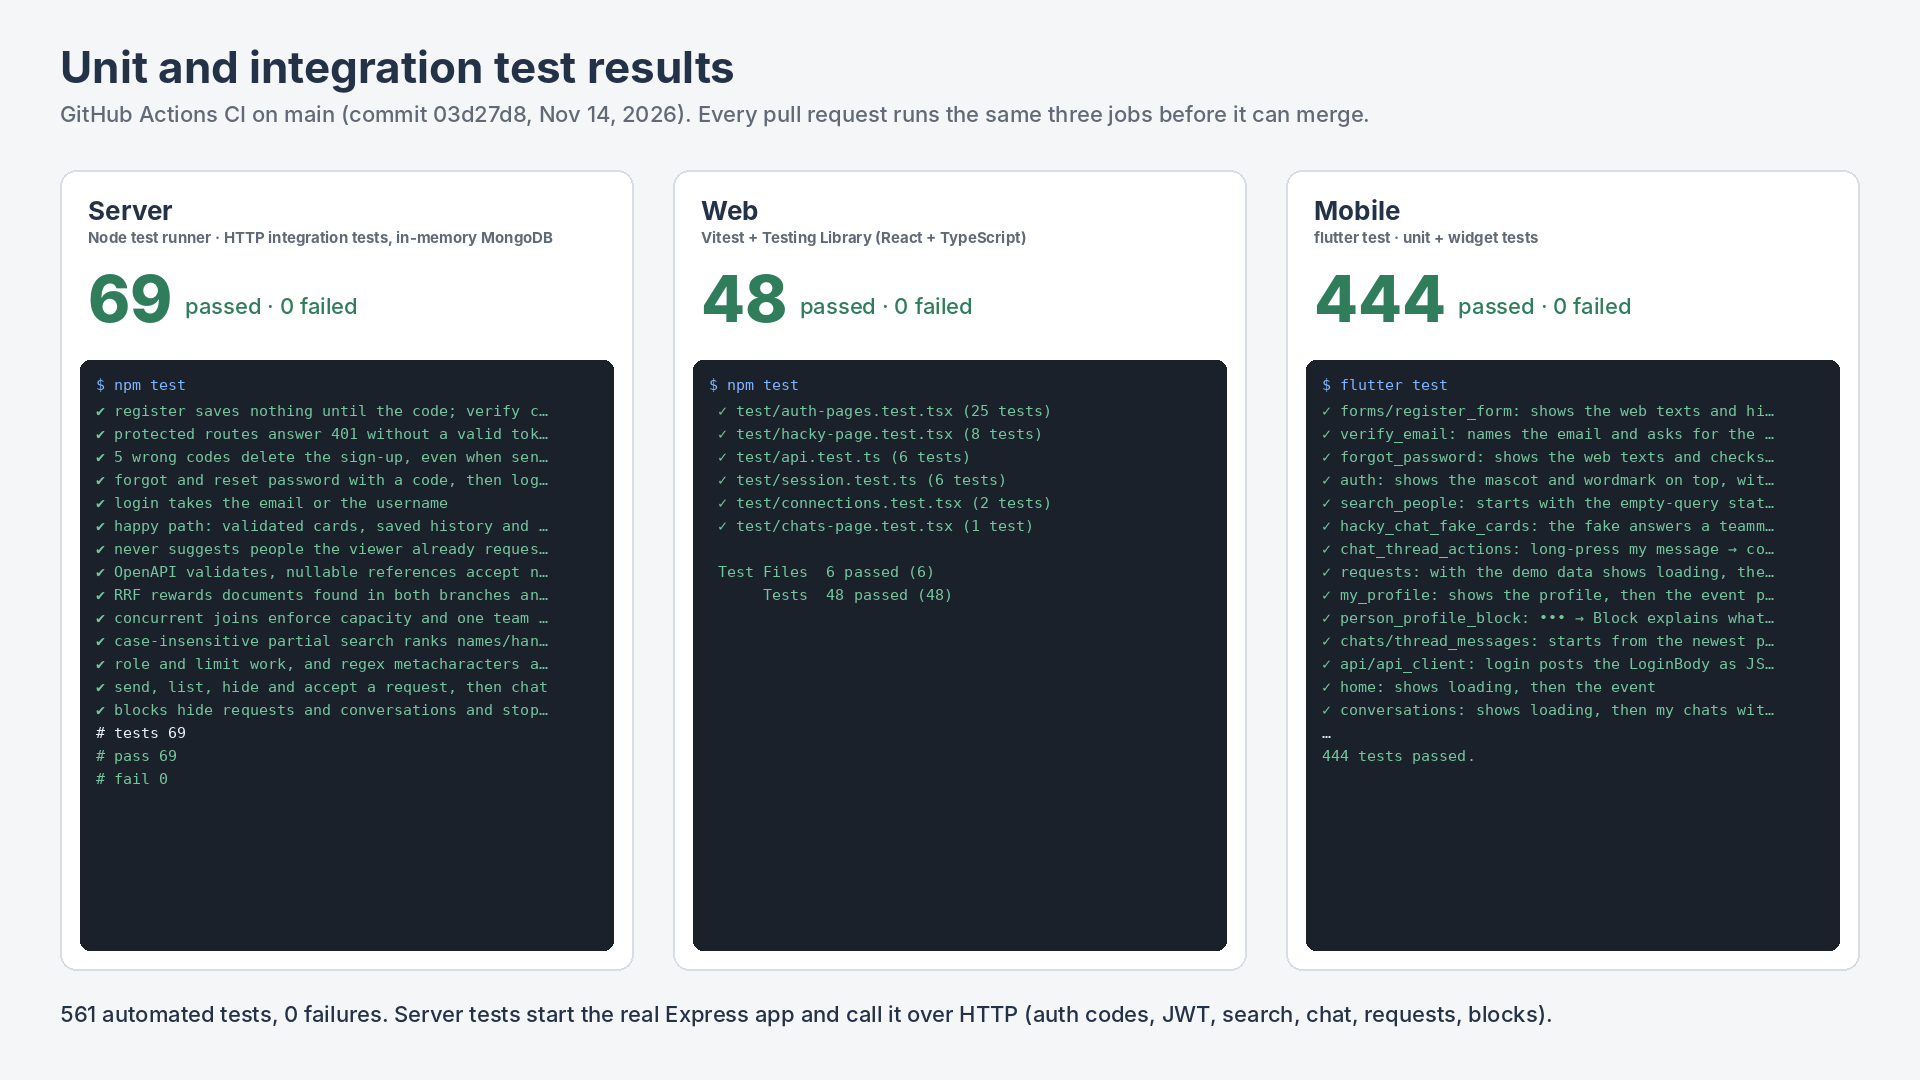 Unit and integration test results
GitHub Actions CI on main (commit 03d27d8, Nov 14, 2026). Every pull request runs the same three jobs before it can merge.
Server
Node test runner · HTTP integration tests, in-memory MongoDB
69 passed · 0 failed
$ npm test
✔ register saves nothing until the code; verify c…
✔ protected routes answer 401 without a valid tok…
✔ 5 wrong codes delete the sign-up, even when sen…
✔ forgot and reset password with a code, then log…
✔ login takes the email or the username
✔ happy path: validated cards, saved history and …
✔ never suggests people the viewer already reques…
✔ OpenAPI validates, nullable references accept n…
✔ RRF rewards documents found in both branches an…
✔ concurrent joins enforce capacity and one team …
✔ case-insensitive partial search ranks names/han…
✔ role and limit work, and regex metacharacters a…
✔ send, list, hide and accept a request, then chat
✔ blocks hide requests and conversations and stop…
# tests 69
# pass 69
# fail 0
Web
Vitest + Testing Library (React + TypeScript)
48 passed · 0 failed
$ npm test
✓ test/auth-pages.test.tsx (25 tests)
✓ test/hacky-page.test.tsx (8 tests)
✓ test/api.test.ts (6 tests)
✓ test/session.test.ts (6 tests)
✓ test/connections.test.tsx (2 tests)
✓ test/chats-page.test.tsx (1 test)
Test Files  6 passed (6)
Tests  48 passed (48)
Mobile
flutter test · unit + widget tests
444 passed · 0 failed
$ flutter test
✓ forms/register_form: shows the web texts and hi…
✓ verify_email: names the email and asks for the …
✓ forgot_password: shows the web texts and checks…
✓ auth: shows the mascot and wordmark on top, wit…
✓ search_people: starts with the empty-query stat…
✓ hacky_chat_fake_cards: the fake answers a teamm…
✓ chat_thread_actions: long-press my message → co…
✓ requests: with the demo data shows loading, the…
✓ my_profile: shows the profile, then the event p…
✓ person_profile_block: ••• → Block explains what…
✓ chats/thread_messages: starts from the newest p…
✓ api/api_client: login posts the LoginBody as JS…
✓ home: shows loading, then the event
✓ conversations: shows loading, then my chats wit…
…
444 tests passed.
561 automated tests, 0 failures. Server tests start the real Express app and call it over HTTP (auth codes, JWT, search, chat, requests, blocks).